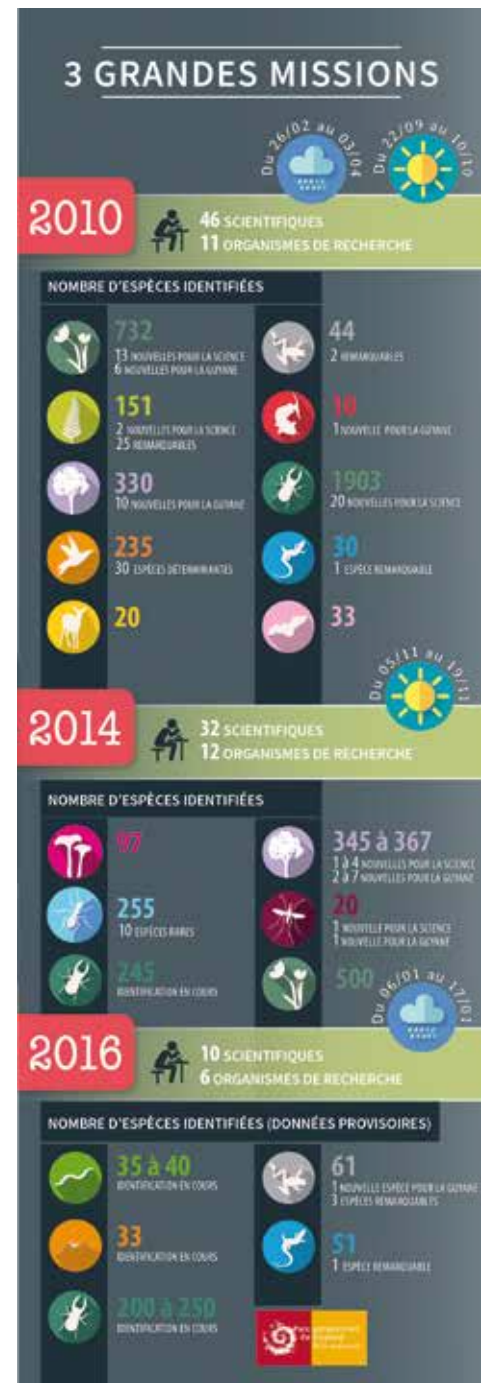 3 GRANDES MISSIONS
Du 26/02 au 03/04
Du 22/09 au 10/10
2010
46 SCIENTIFIQUES
11 ORGANISMES DE RECHERCHE
NOMBRE D'ESPÈCES IDENTIFIÉES
732
13 NOUVELLES POUR LA SCIENCE
6 NOUVELLES POUR LA GUYANE
44
2 REMARQUABLES
151
2 NOUVELLES POUR LA SCIENCE
25 REMARQUABLES
10
1 NOUVELLE POUR LA GUYANE
330
10 NOUVELLES POUR LA GUYANE
1903
20 NOUVELLES POUR LA SCIENCE
235
30 ESPÈCES DÉTERMINANTES
30
1 ESPÈCE REMARQUABLE
20
33
Du 05/11 au 19/11
2014
32 SCIENTIFIQUES
12 ORGANISMES DE RECHERCHE
NOMBRE D'ESPÈCES IDENTIFIÉES
97
345 à 367
1 à 4 NOUVELLES POUR LA SCIENCE
2 à 7 NOUVELLES POUR LA GUYANE
255
10 ESPÈCES RARES
20
1 NOUVELLE POUR LA SCIENCE
1 NOUVELLE POUR LA GUYANE
245
IDENTIFICATION EN COURS
500
Du 06/01 au 17/01
2016
10 SCIENTIFIQUES
6 ORGANISMES DE RECHERCHE
NOMBRE D'ESPÈCES IDENTIFIÉES (DONNÉES PROVISOIRES)
35 à 40
IDENTIFICATION EN COURS
61
1 NOUVELLE ESPÈCE POUR LA GUYANE
3 ESPÈCES REMARQUABLES
33
IDENTIFICATION EN COURS
51
1 ESPÈCE REMARQUABLE
200 à 250
IDENTIFICATION EN COURS